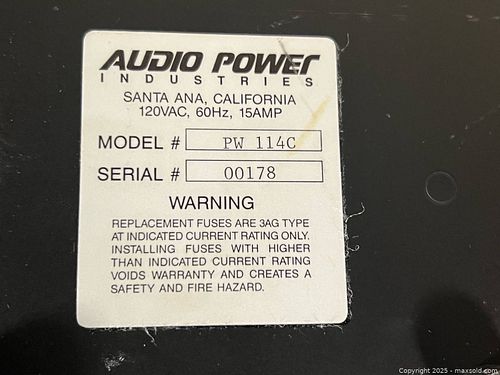 AUDIO POWER
INDUSTRIES
SANTA ANA, CALIFORNIA
120VAC, 60Hz, 15AMP
MODEL # PW 114C
SERIAL # 00178
WARNING
REPLACEMENT FUSES ARE 3AG TYPE
AT INDICATED CURRENT RATING ONLY.
INSTALLING FUSES WITH HIGHER
THAN INDICATED CURRENT RATING
VOIDS WARRANTY AND CREATES A
SAFETY AND FIRE HAZARD.
Copyright 2025 - maxsold.com